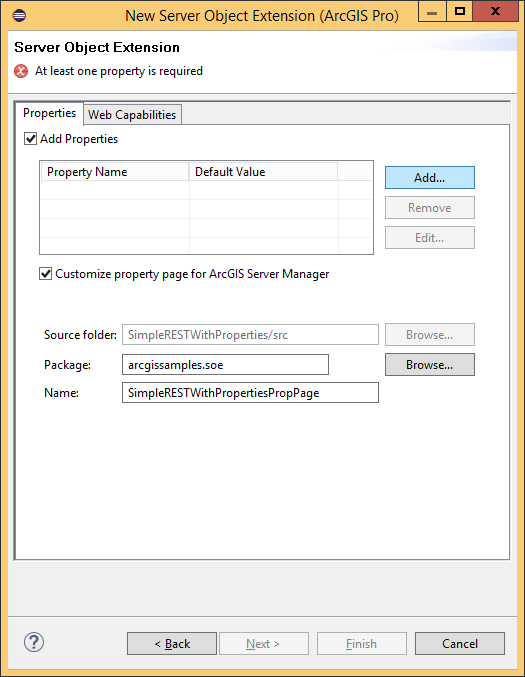 New Server Object Extension (ArcGIS Pro)
Server Object Extension
At least one property is required
Properties Web Capabilities
Add Properties
Property Name Default Value
Add...
Remove
Edit...
Customize property page for ArcGIS Server Manager
Source folder: SimpleRESTWithProperties/src Browse...
Package: arcgissamples.soe Browse...
Name: SimpleRESTWithPropertiesPropPage
? < Back Next > Finish Cancel